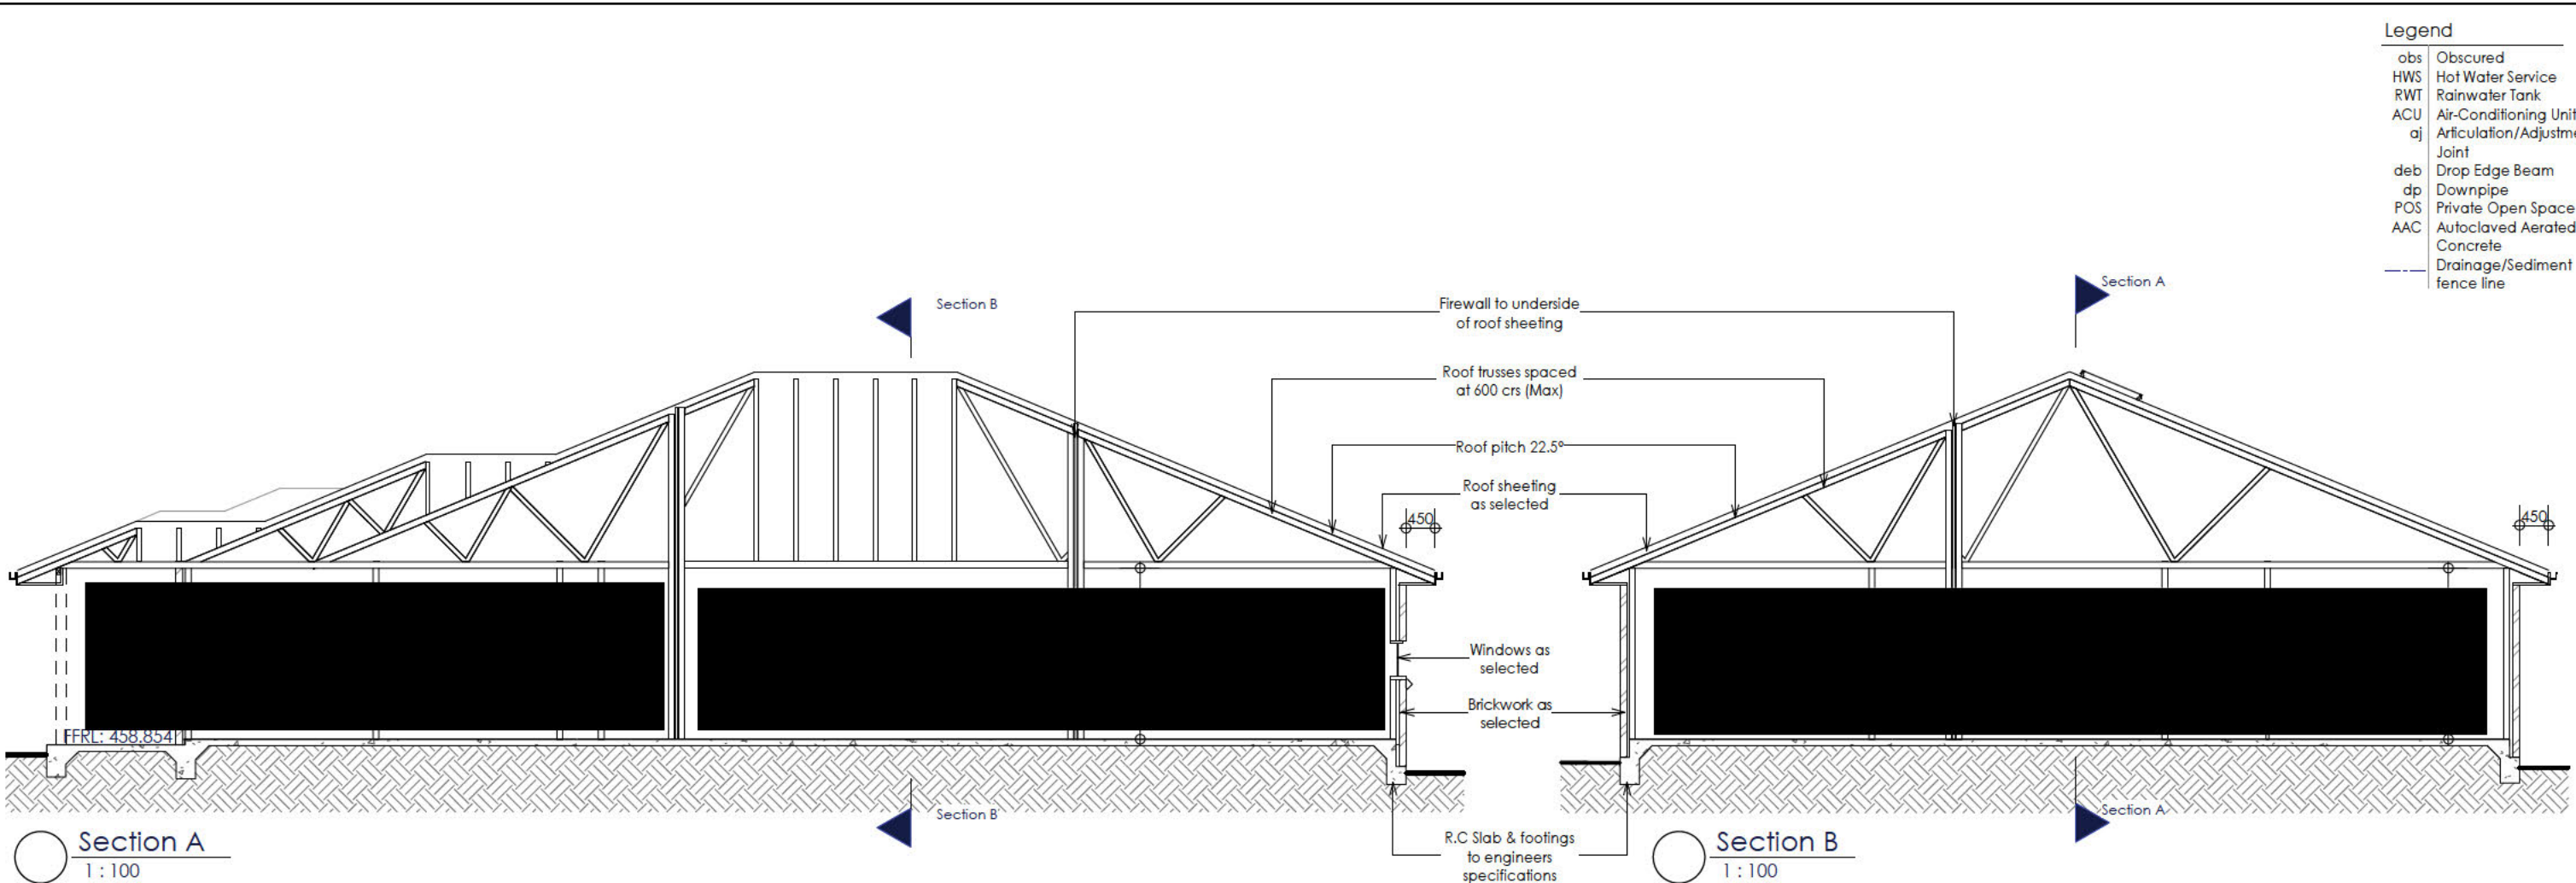 Legend
obs Obscured
HWS Hot Water Service
RWT Rainwater Tank
ACU Air-Conditioning Unit
aj Articulation/Adjustme
Joint
deb Drop Edge Beam
dp Downpipe
POS Private Open Space
AAC Autoclaved Aerated
Concrete
Drainage/Sediment
fence line
Section B
Section A
Firewall to underside
of roof sheeting
Roof trusses spaced
at 600 crs (Max)
Roof pitch 22.5°
Roof sheeting
as selected
450
450
Windows as
selected
Brickwork as
selected
FFRL: 458.854
Section B
Section A
R.C Slab & footings
to engineers
specifications
Section A
1 : 100
Section B
1 : 100